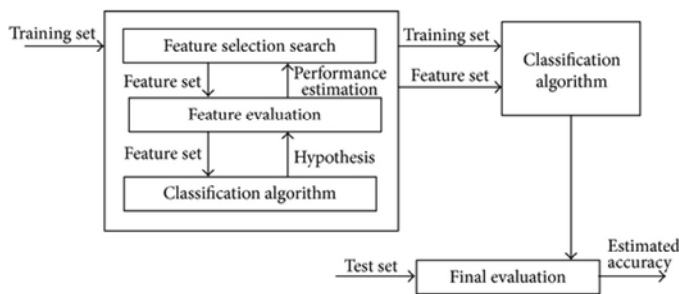 Training set
Feature selection search
Feature set
Performance
estimation
Feature evaluation
Feature set
Hypothesis
Classification algorithm
Training set
Feature set
Classification
algorithm
Test set
Final evaluation
Estimated
accuracy